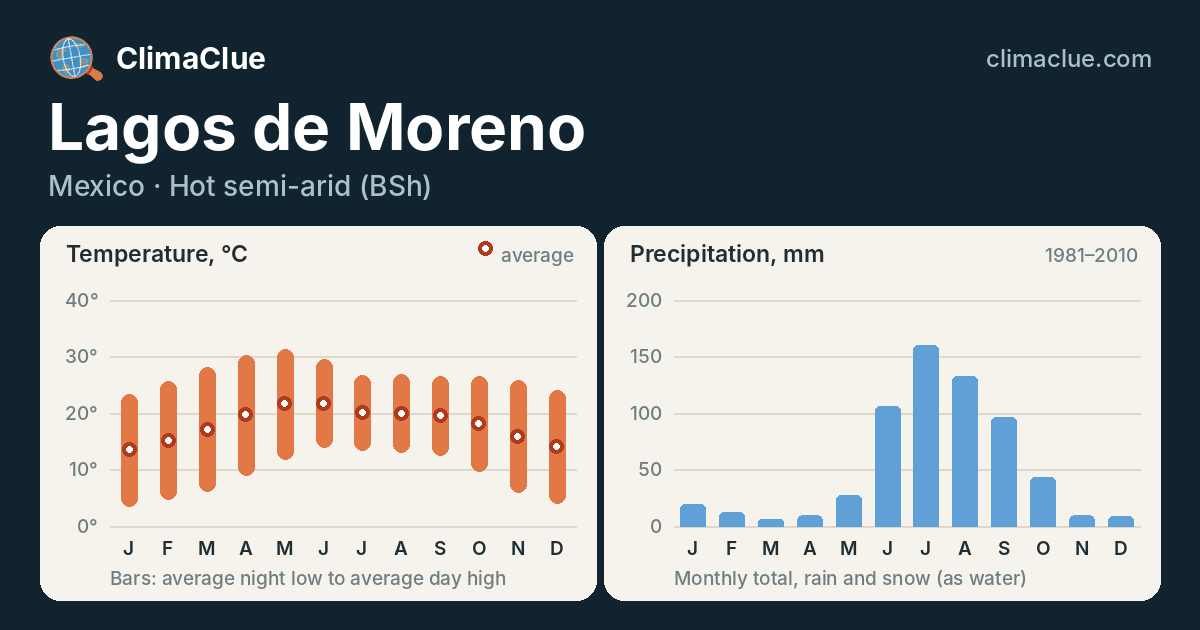 ClimaClue
climaclue.com
Lagos de Moreno
Mexico · Hot semi-arid (BSh)
Temperature, °C
average
40°
30°
20°
10°
0°
J F M A M J J A S O N D
Bars: average night low to average day high
Precipitation, mm
1981–2010
200
150
100
50
0
J F M A M J J A S O N D
Monthly total, rain and snow (as water)